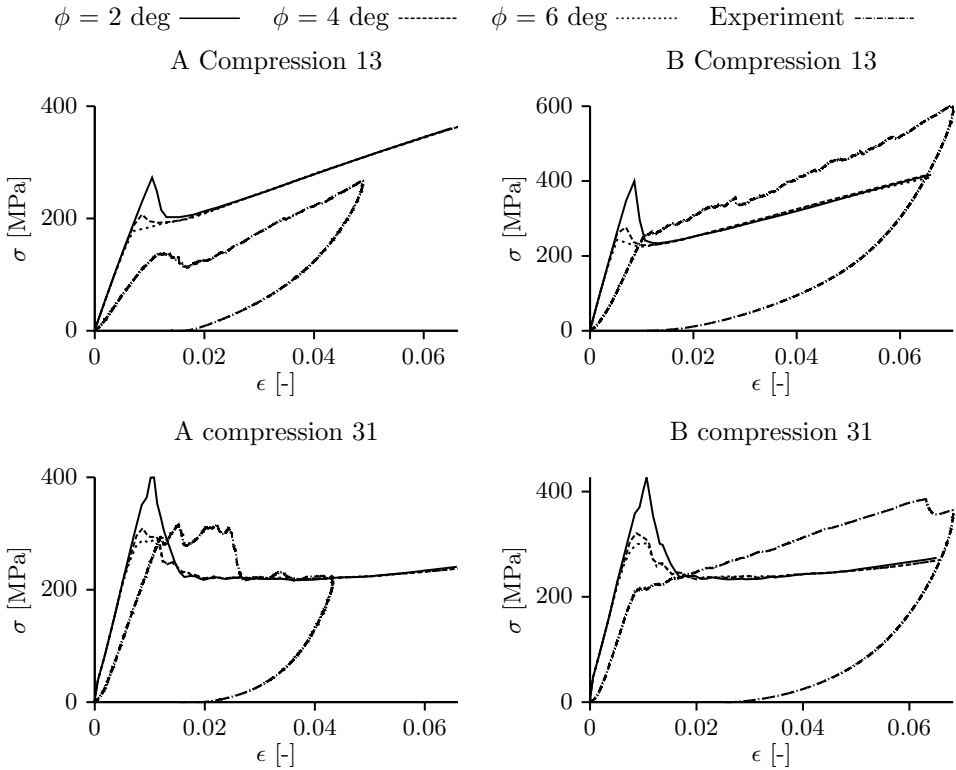 ϕ = 2 deg ϕ = 4 deg ϕ = 6 deg Experiment
A Compression 13
B Compression 13
400
200
0
σ [MPa]
0 0.02 0.04 0.06
ϵ [-]
600
400
200
0
σ [MPa]
0 0.02 0.04 0.06
ϵ [-]
A compression 31
B compression 31
400
200
0
σ [MPa]
0 0.02 0.04 0.06
ϵ [-]
400
200
0
σ [MPa]
0 0.02 0.04 0.06
ϵ [-]